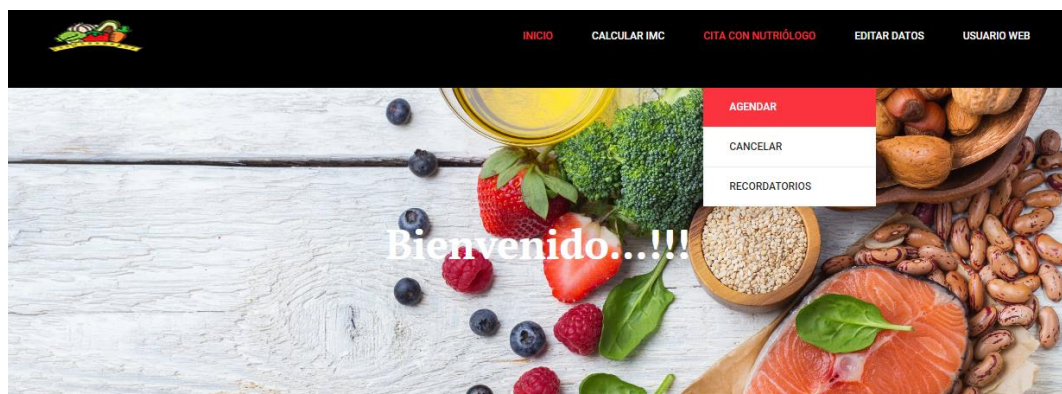 INICIO
CALCULAR IMC
CITA CON NUTRIÓLOGO
EDITAR DATOS
USUARIO WEB
AGENDAR
CANCELAR
RECORDATORIOS
Bienvenido...!!!